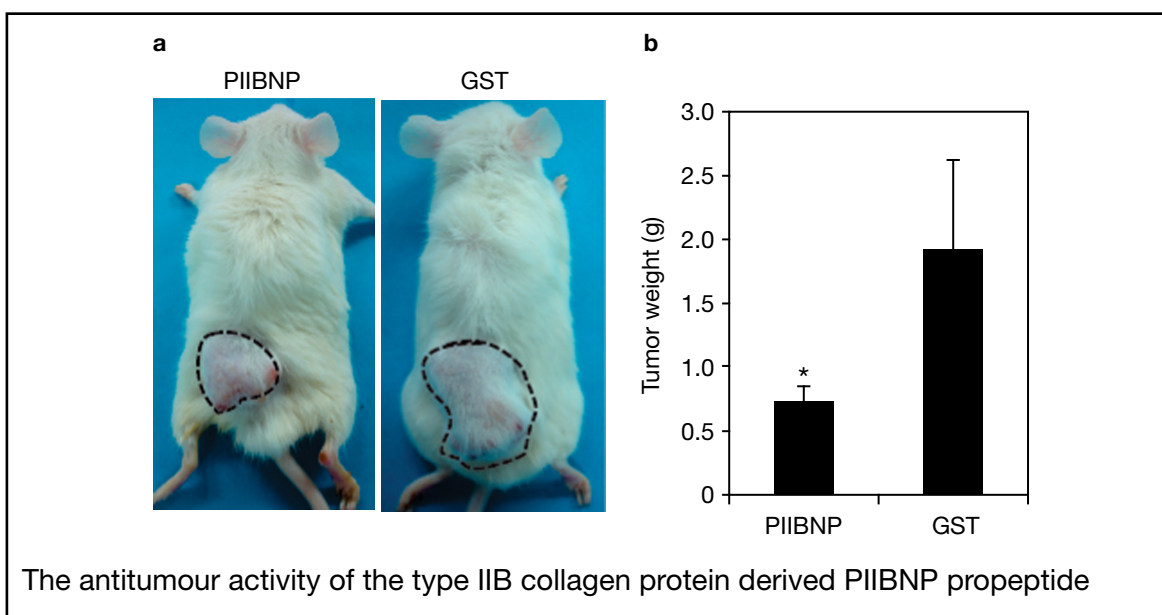 a
PIIBNP GST
b
3.0
2.5
2.0
1.5
1.0
0.5
0
Tumor weight (g)
*
PIIBNP GST
The antitumour activity of the type IIB collagen protein derived PIIBNP propeptide